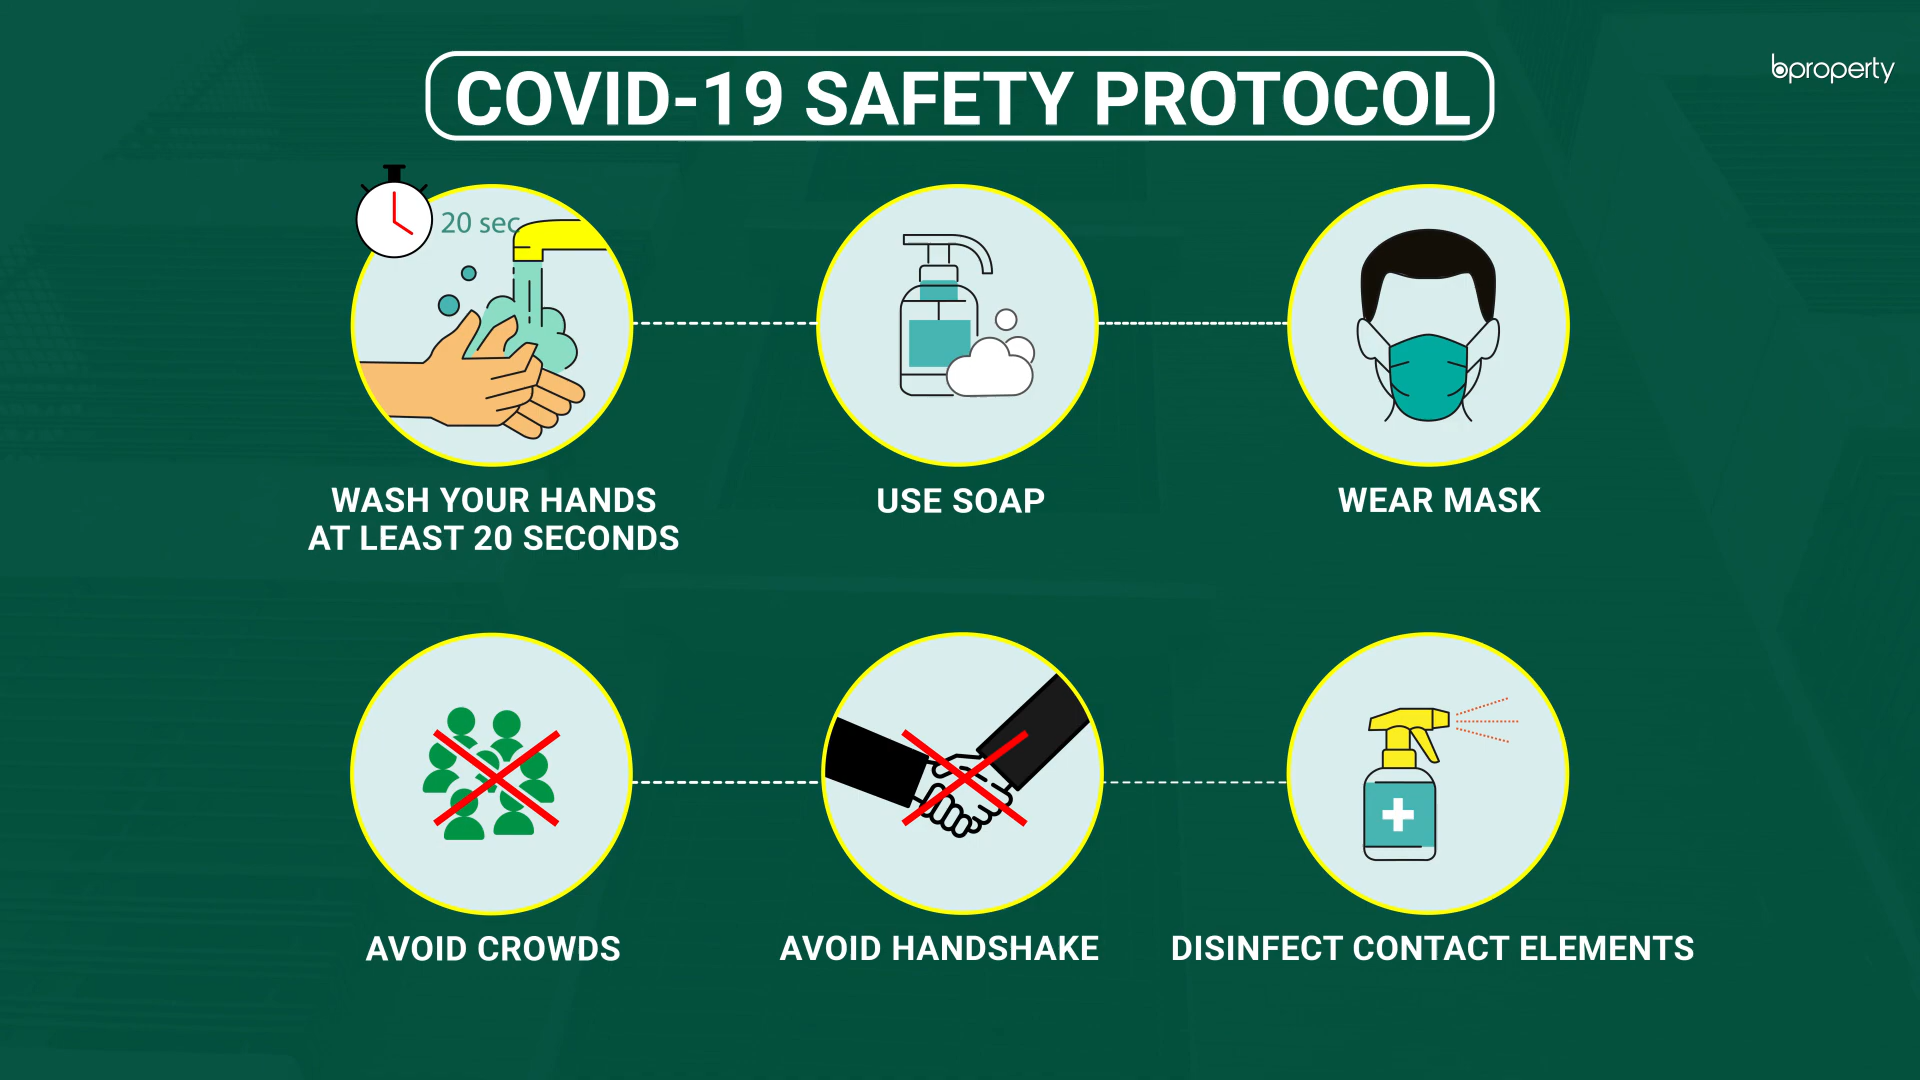 COVID-19 SAFETY PROTOCOL
bproperty
20 sec
WASH YOUR HANDS
AT LEAST 20 SECONDS
USE SOAP
WEAR MASK
AVOID CROWDS
AVOID HANDSHAKE
DISINFECT CONTACT ELEMENTS